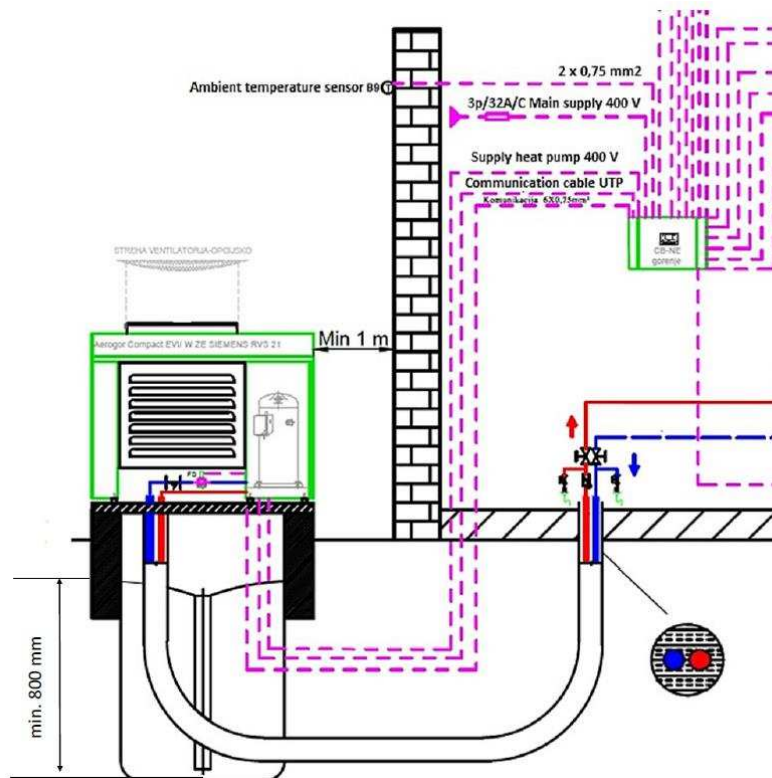 2 x 0,75 mm2
Ambient temperature sensor B9 T
3p/32A/C Main supply 400 V
Supply heat pump 400 V
Communication cable UTP
Komunikacija 6X0,75mm²
STREHA VENTILATORJA-OPCIJSKO
CB-NE
gorenje
Min 1 m
Aerogor Compact EVI/ W ZE SIEMENS RVS 21
min. 800 mm